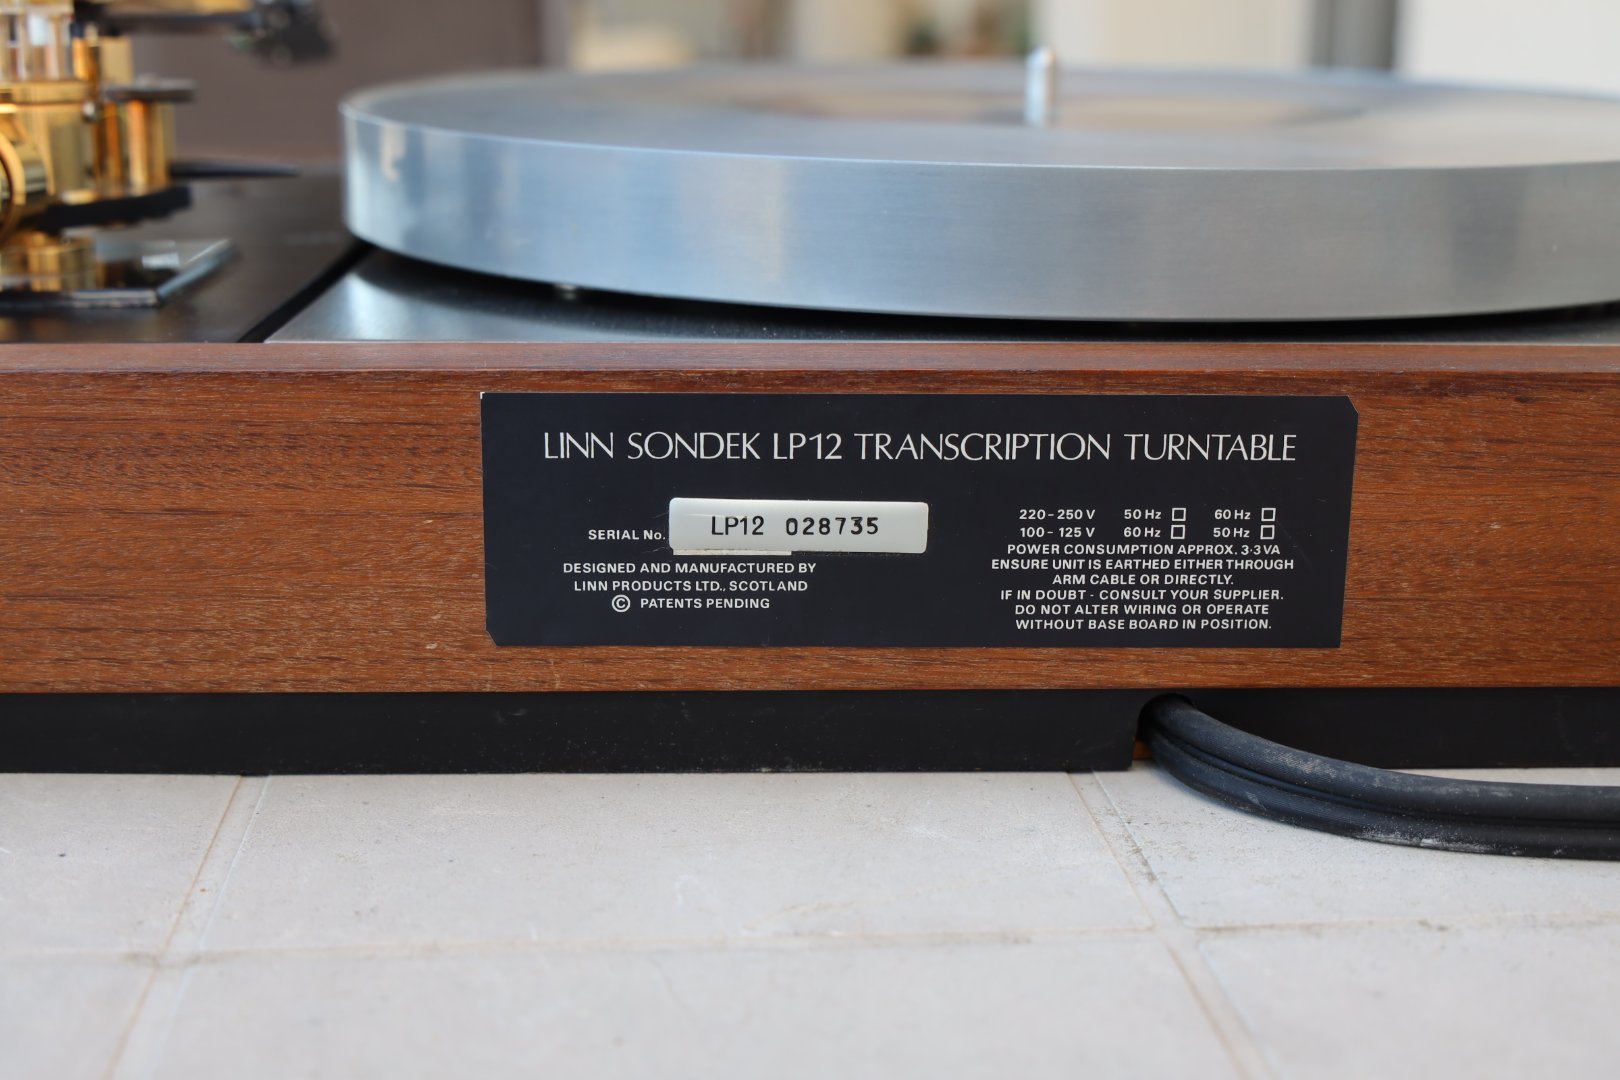 LINN SONDEK LP12 TRANSCRIPTION TURNTABLE
SERIAL No. LP12 028735
DESIGNED AND MANUFACTURED BY
LINN PRODUCTS LTD., SCOTLAND
© PATENTS PENDING
220-250 V 50 Hz □ 60 Hz □
100-125 V 60 Hz □ 50 Hz □
POWER CONSUMPTION APPROX. 3·3 VA
ENSURE UNIT IS EARTHED EITHER THROUGH
ARM CABLE OR DIRECTLY.
IF IN DOUBT - CONSULT YOUR SUPPLIER.
DO NOT ALTER WIRING OR OPERATE
WITHOUT BASE BOARD IN POSITION.